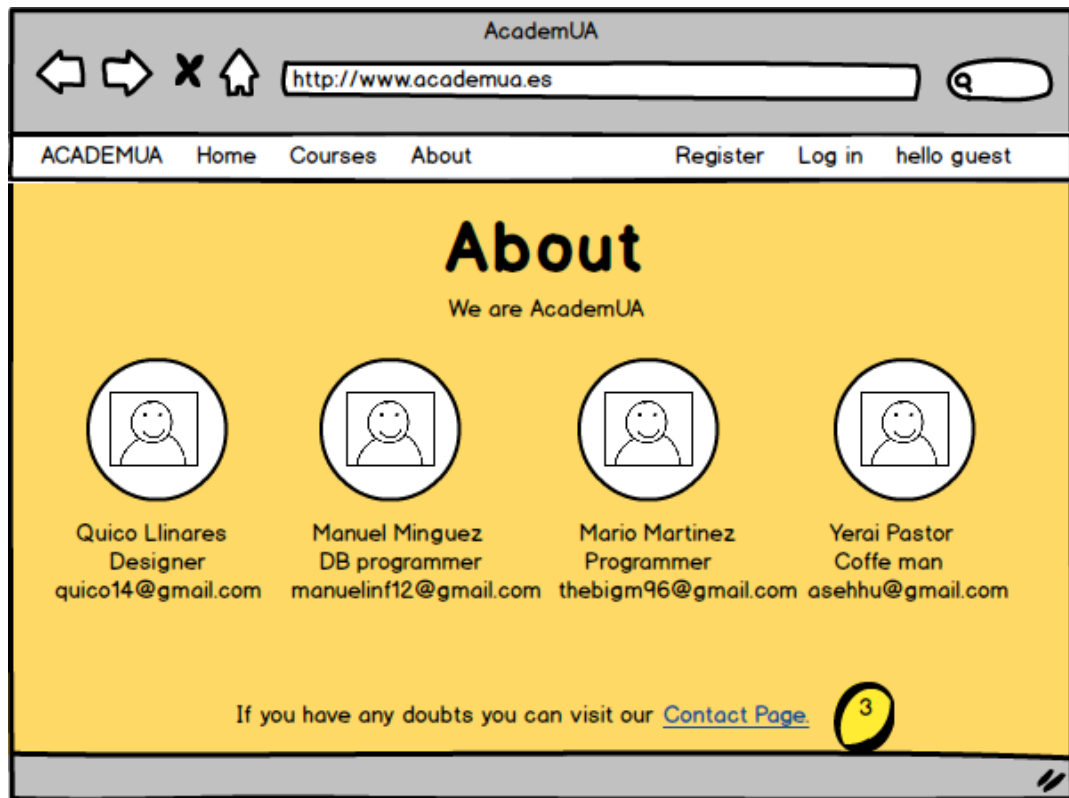 AcademUA
http://www.academua.es
ACADEMUA Home Courses About Register Log in hello guest
About
We are AcademUA
Quico Llinares
Designer
quico14@gmail.com
Manuel Minguez
DB programmer
manuelinf12@gmail.com
Mario Martinez
Programmer
thebigm96@gmail.com
Yerai Pastor
Coffe man
asehhu@gmail.com
If you have any doubts you can visit our Contact Page.
3